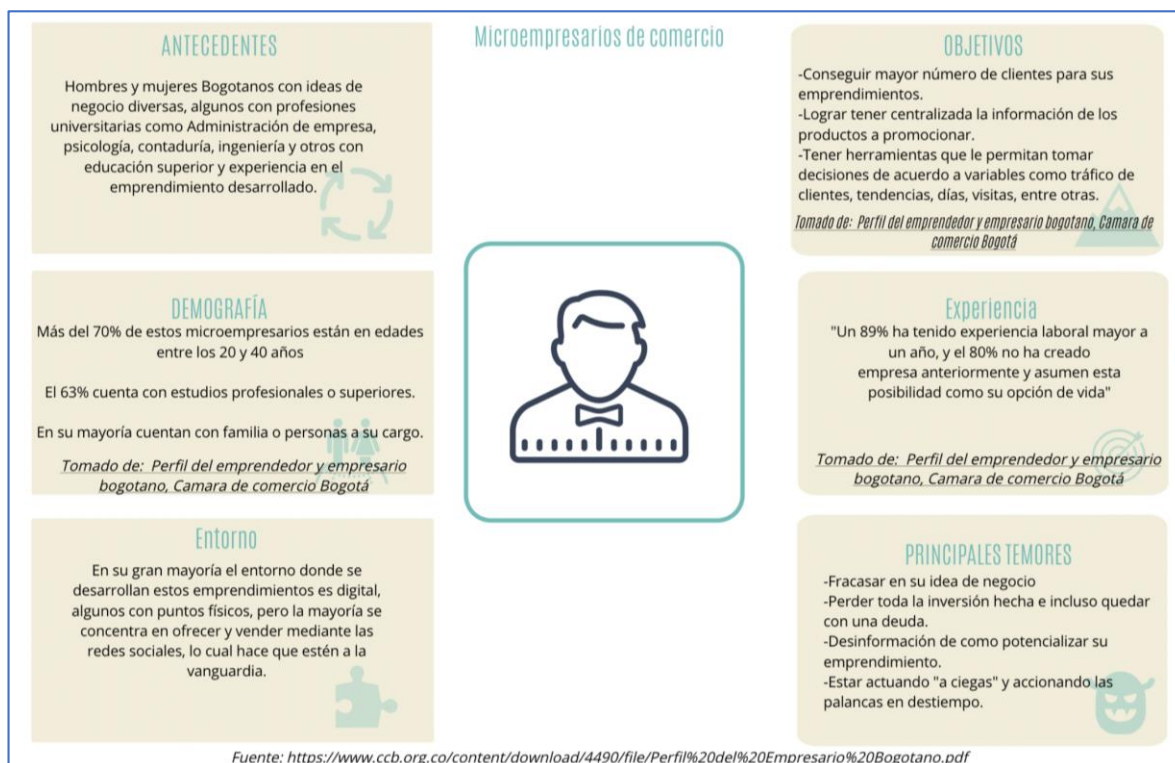 Microempresarios de comercio
ANTECEDENTES
Hombres y mujeres Bogotanos con ideas de
negocio diversas, algunos con profesiones
universitarias como Administración de empresa,
psicología, contaduría, ingeniería y otros con
educación superior y experiencia en el
emprendimiento desarrollado.
DEMOGRAFÍA
Más del 70% de estos microempresarios están en edades
entre los 20 y 40 años
El 63% cuenta con estudios profesionales o superiores.
En su mayoría cuentan con familia o personas a su cargo.
Tomado de: Perfil del emprendedor y empresario
bogotano, Camara de comercio Bogotá
Entorno
En su gran mayoría el entorno donde se
desarrollan estos emprendimientos es digital,
algunos con puntos físicos, pero la mayoría se
concentra en ofrecer y vender mediante las
redes sociales, lo cual hace que estén a la
vanguardia.
OBJETIVOS
-Conseguir mayor número de clientes para sus
emprendimientos.
-Lograr tener centralizada la información de los
productos a promocionar.
-Tener herramientas que le permitan tomar
decisiones de acuerdo a variables como tráfico de
clientes, tendencias, días, visitas, entre otras.
Tomado de: Perfil del emprendedor y empresario bogotano, Camara de
comercio Bogotá
Experiencia
"Un 89% ha tenido experiencia laboral mayor a
un año, y el 80% no ha creado
empresa anteriormente y asumen esta
posibilidad como su opción de vida"
Tomado de: Perfil del emprendedor y empresario
bogotano, Camara de comercio Bogotá
PRINCIPALES TEMORES
-Fracasar en su idea de negocio
-Perder toda la inversión hecha e incluso quedar
con una deuda.
-Desinformación de como potencializar su
emprendimiento.
-Estar actuando "a ciegas" y accionando las
palancas en destiempo.
Fuente: https://www.ccb.org.co/content/download/4490/file/Perfil%20del%20Empresario%20Bogotano.pdf